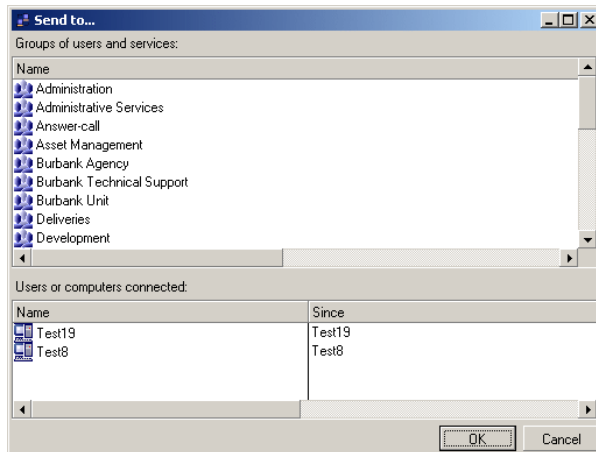 Send to...
Groups of users and services:
Name
Administration
Administrative Services
Answer-call
Asset Management
Burbank Agency
Burbank Technical Support
Burbank Unit
Deliveries
Development
Users or computers connected:
Name Since
Test19 Test19
Test8 Test8
OK Cancel